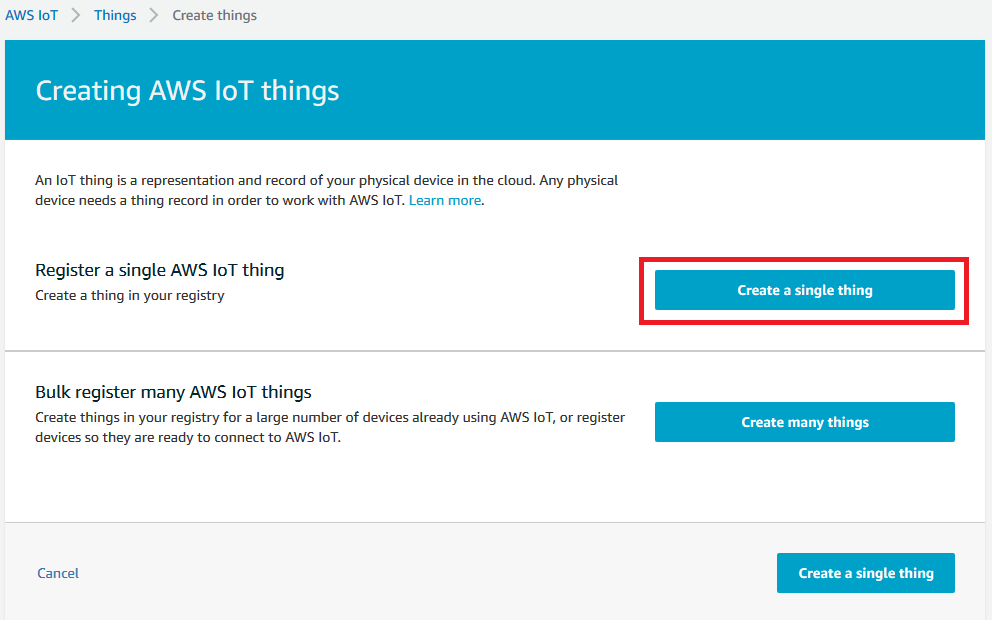 AWS IoT > Things > Create things
Creating AWS IoT things
An IoT thing is a representation and record of your physical device in the cloud. Any physical
device needs a thing record in order to work with AWS IoT. Learn more.
Register a single AWS IoT thing
Create a thing in your registry
Create a single thing
Bulk register many AWS IoT things
Create things in your registry for a large number of devices already using AWS IoT, or register
devices so they are ready to connect to AWS IoT.
Create many things
Cancel
Create a single thing